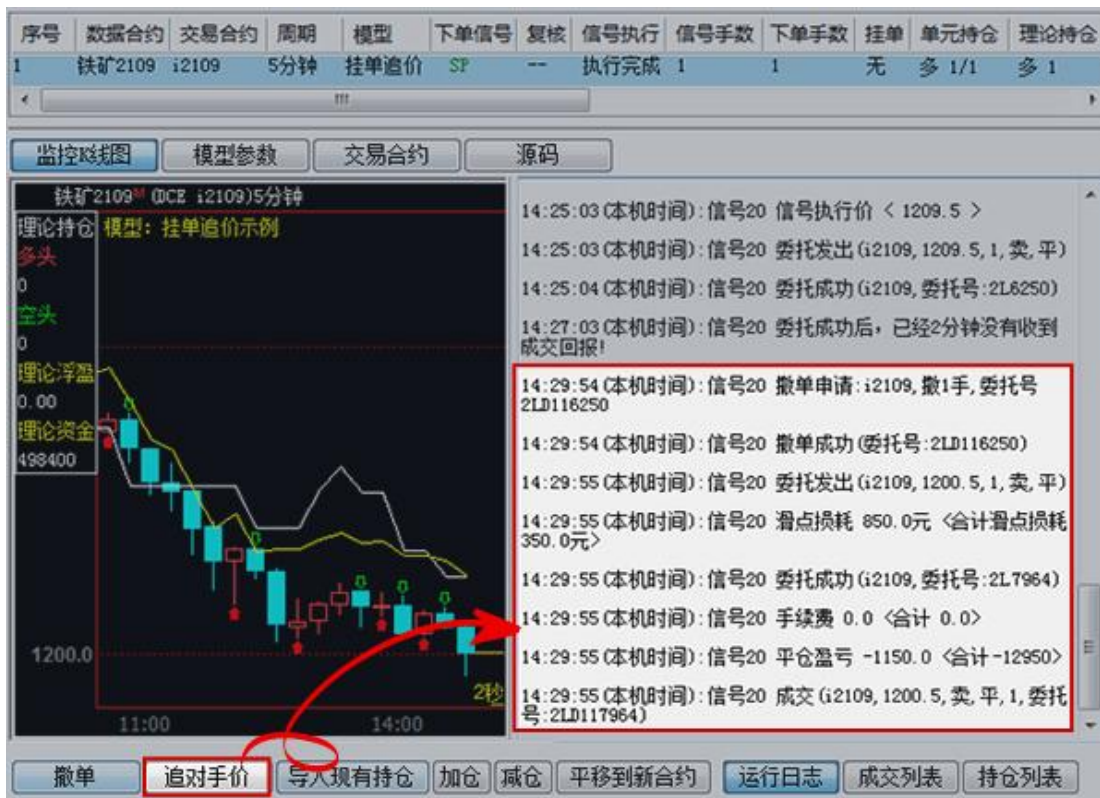 序号 数据合约 交易合约 周期 模型 下单信号 复核 信号执行 信号手数 下单手数 挂单 单元持仓 理论持仓
1 铁矿2109 i2109 5分钟 挂单追价 SP -- 执行完成 1 1 无 多 1/1 多 1
监控K线图 模型参数 交易合约 源码
铁矿2109M (DCE i2109)5分钟
理论持仓 模型：挂单追价示例
多头
0
空头
0
理论浮盈
0.00
理论资金
498400
1200.0
2秒
11:00 14:00
14:25:03(本机时间):信号20 信号执行价 < 1209.5 >
14:25:03(本机时间):信号20 委托发出(i2109,1209.5,1,卖,平)
14:25:04(本机时间):信号20 委托成功(i2109,委托号:2L6250)
14:27:03(本机时间):信号20 委托成功后，已经2分钟没有收到
成交回报!
14:29:54(本机时间):信号20 撤单申请:i2109,撤1手,委托号
2LD116250
14:29:54(本机时间):信号20 撤单成功(委托号:2LD116250)
14:29:55(本机时间):信号20 委托发出(i2109,1200.5,1,卖,平)
14:29:55(本机时间):信号20 滑点损耗 850.0元 <合计滑点损耗
350.0元>
14:29:55(本机时间):信号20 委托成功(i2109,委托号:2L7964)
14:29:55(本机时间):信号20 手续费 0.0 <合计 0.0>
14:29:55(本机时间):信号20 平仓盈亏 -1150.0 <合计-12950>
14:29:55(本机时间):信号20 成交(i2109,1200.5,卖,平,1,委托
号:2LD117964)
撤单 追对手价 导入现有持仓 加仓 减仓 平移到新合约 运行日志 成交列表 持仓列表